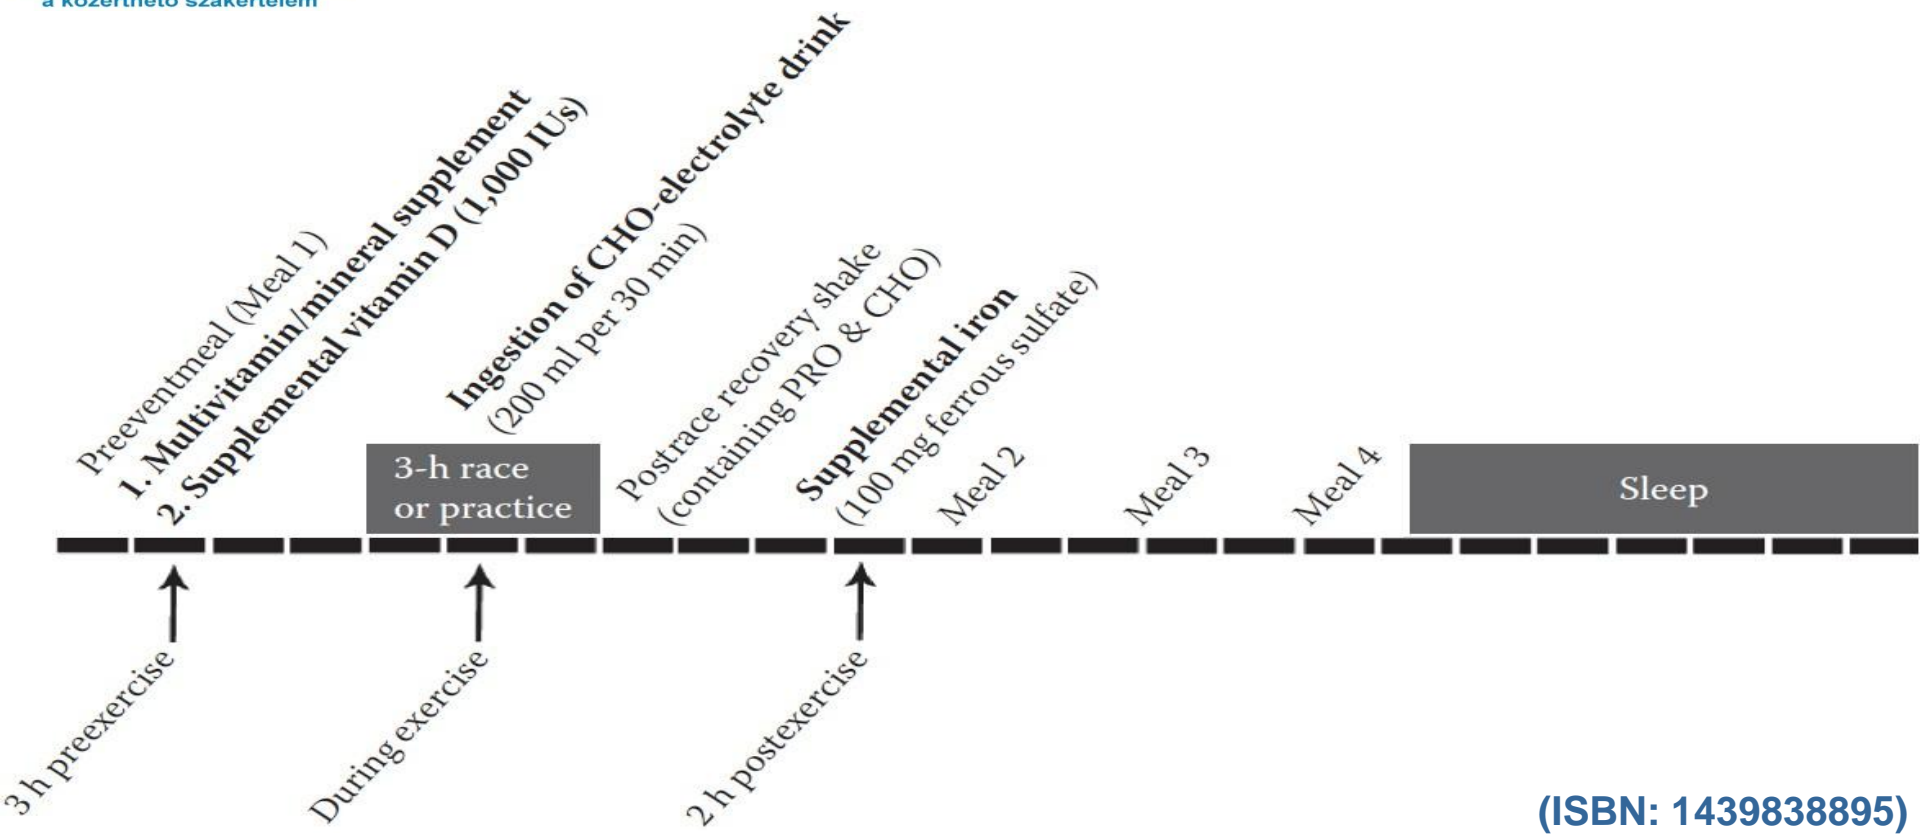 a közérthető szakértelem
Preeventmeal (Meal 1)
1. Multivitamin/mineral supplement
2. Supplemental vitamin D (1,000 IUs)
Ingestion of CHO-electrolyte drink
(200 ml per 30 min)
Postrace recovery shake
(containing PRO & CHO)
Supplemental iron
(100 mg ferrous sulfate)
Meal 2
Meal 3
Meal 4
3-h race
or practice
Sleep
3 h preexercise
During exercise
2 h postexercise
(ISBN: 1439838895)